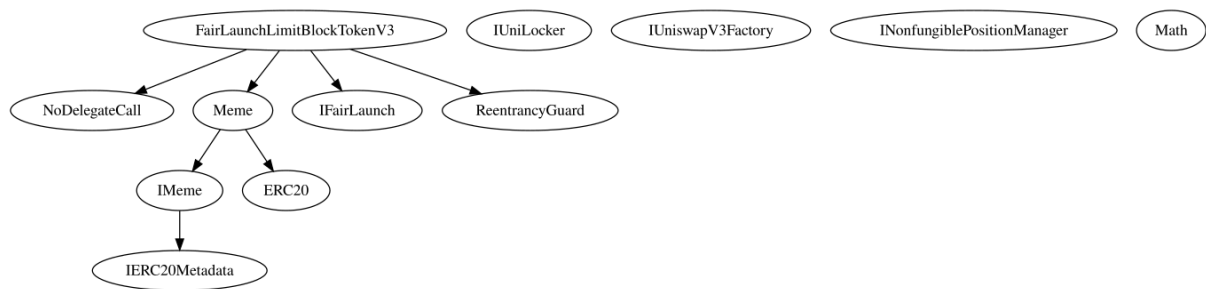 FairLaunchLimitBlockTokenV3
IUniLocker
IUniswapV3Factory
INonfungiblePositionManager
Math
NoDelegateCall
Meme
IFairLaunch
ReentrancyGuard
IMeme
ERC20
IERC20Metadata